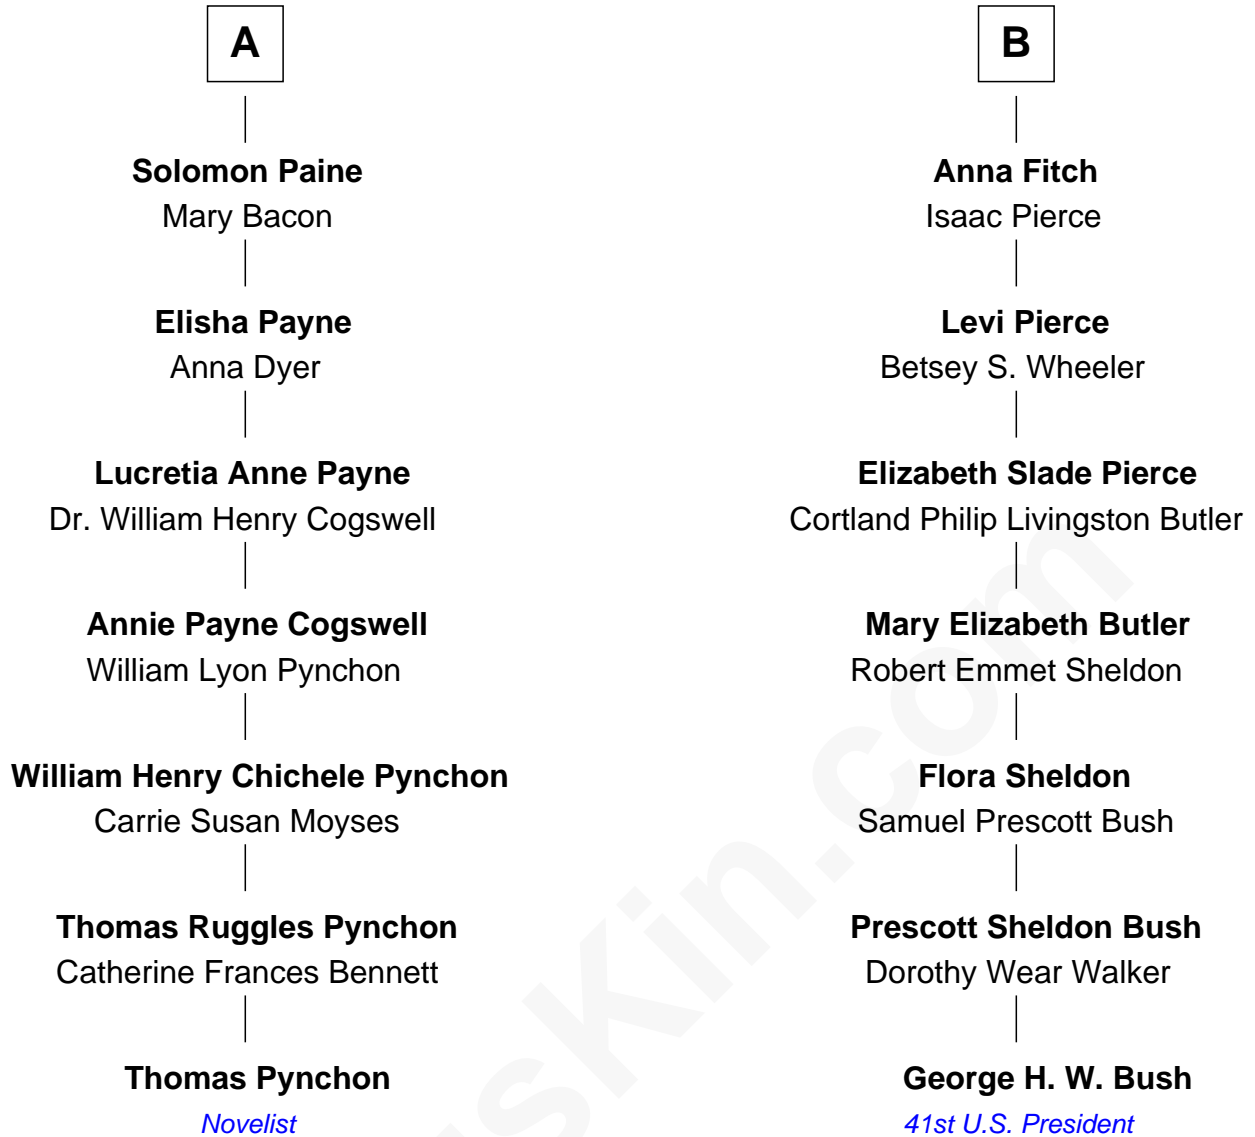 A
Solomon Paine
Mary Bacon
Elisha Payne
Anna Dyer
Lucretia Anne Payne
Dr. William Henry Cogswell
Annie Payne Cogswell
William Lyon Pynchon
William Henry Chichele Pynchon
Carrie Susan Moyses
Thomas Ruggles Pynchon
Catherine Frances Bennett
Thomas Pynchon
Novelist
B
Anna Fitch
Isaac Pierce
Levi Pierce
Betsey S. Wheeler
Elizabeth Slade Pierce
Cortland Philip Livingston Butler
Mary Elizabeth Butler
Robert Emmet Sheldon
Flora Sheldon
Samuel Prescott Bush
Prescott Sheldon Bush
Dorothy Wear Walker
George H. W. Bush
41st U.S. President